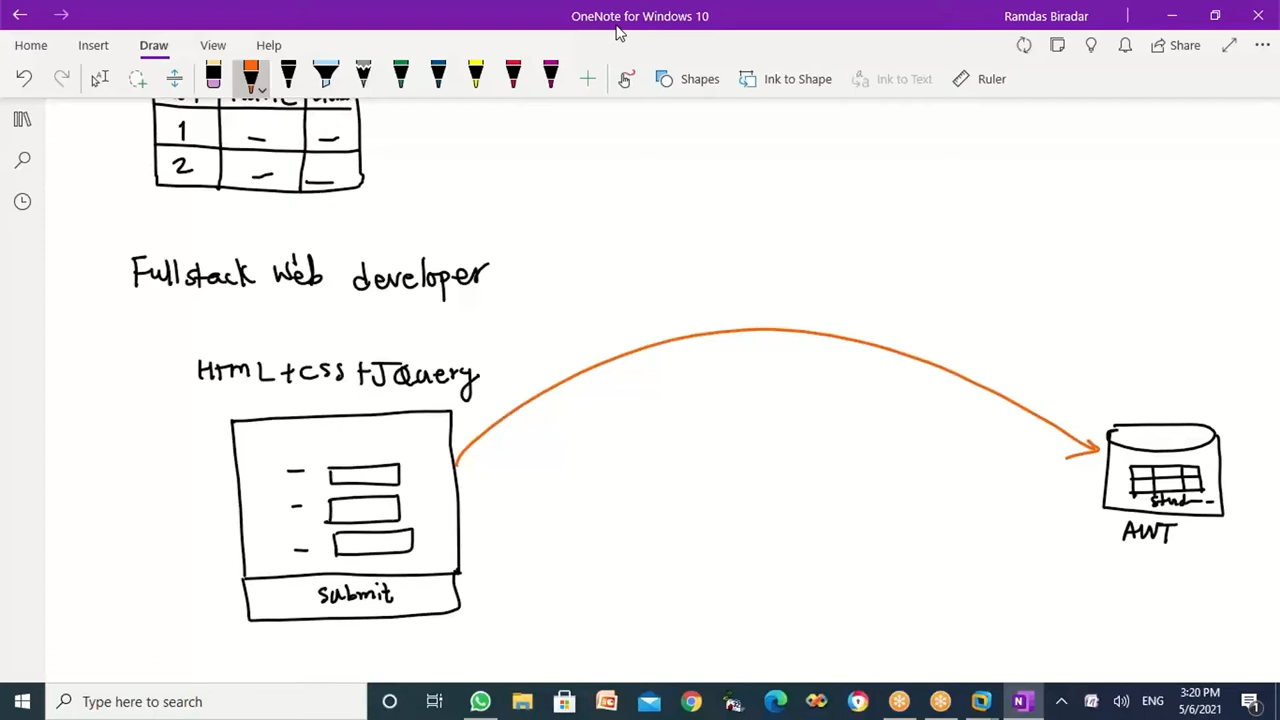 OneNote for Windows 10
Ramdas Biradar
Home Insert Draw View Help
Share
Shapes Ink to Shape Ink to Text Ruler
1
2
Fullstack Web developer
HTML+CSS+JQuery
submit
AWT
Type here to search
ENG
3:20 PM
5/6/2021